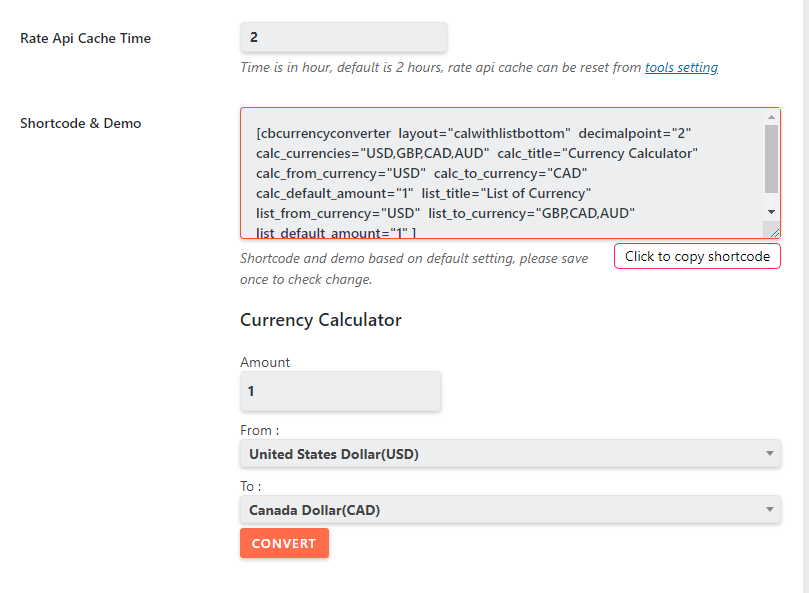 Rate Api Cache Time
2
Time is in hour, default is 2 hours, rate api cache can be reset from tools setting
Shortcode & Demo
[cbcurrencyconverter layout="calwithlistbottom" decimalpoint="2"
calc_currencies="USD,GBP,CAD,AUD" calc_title="Currency Calculator"
calc_from_currency="USD" calc_to_currency="CAD"
calc_default_amount="1" list_title="List of Currency"
list_from_currency="USD" list_to_currency="GBP,CAD,AUD"
list_default_amount="1" ]
Shortcode and demo based on default setting, please save
once to check change.
Click to copy shortcode
Currency Calculator
Amount
1
From :
United States Dollar(USD)
To :
Canada Dollar(CAD)
CONVERT